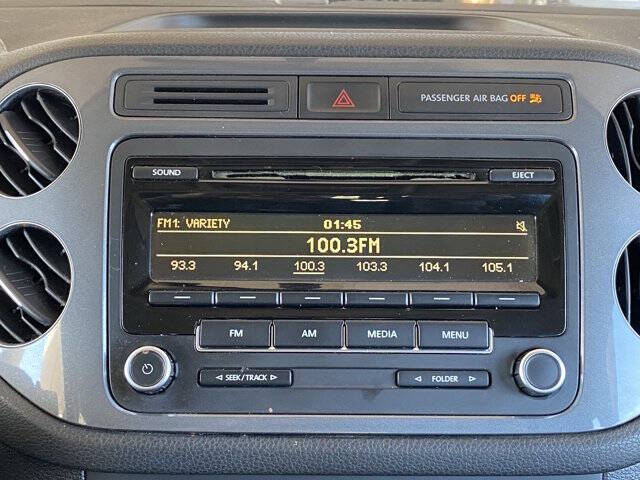 PASSENGER AIR BAG OFF
SOUND
EJECT
FM1: VARIETY 01:45
100.3FM
93.3 94.1 100.3 103.3 104.1 105.1
FM AM MEDIA MENU
◁ SEEK/TRACK ▷ ◁ FOLDER ▷